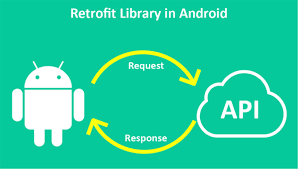 Retrofit Library in Android
Request
API
Response